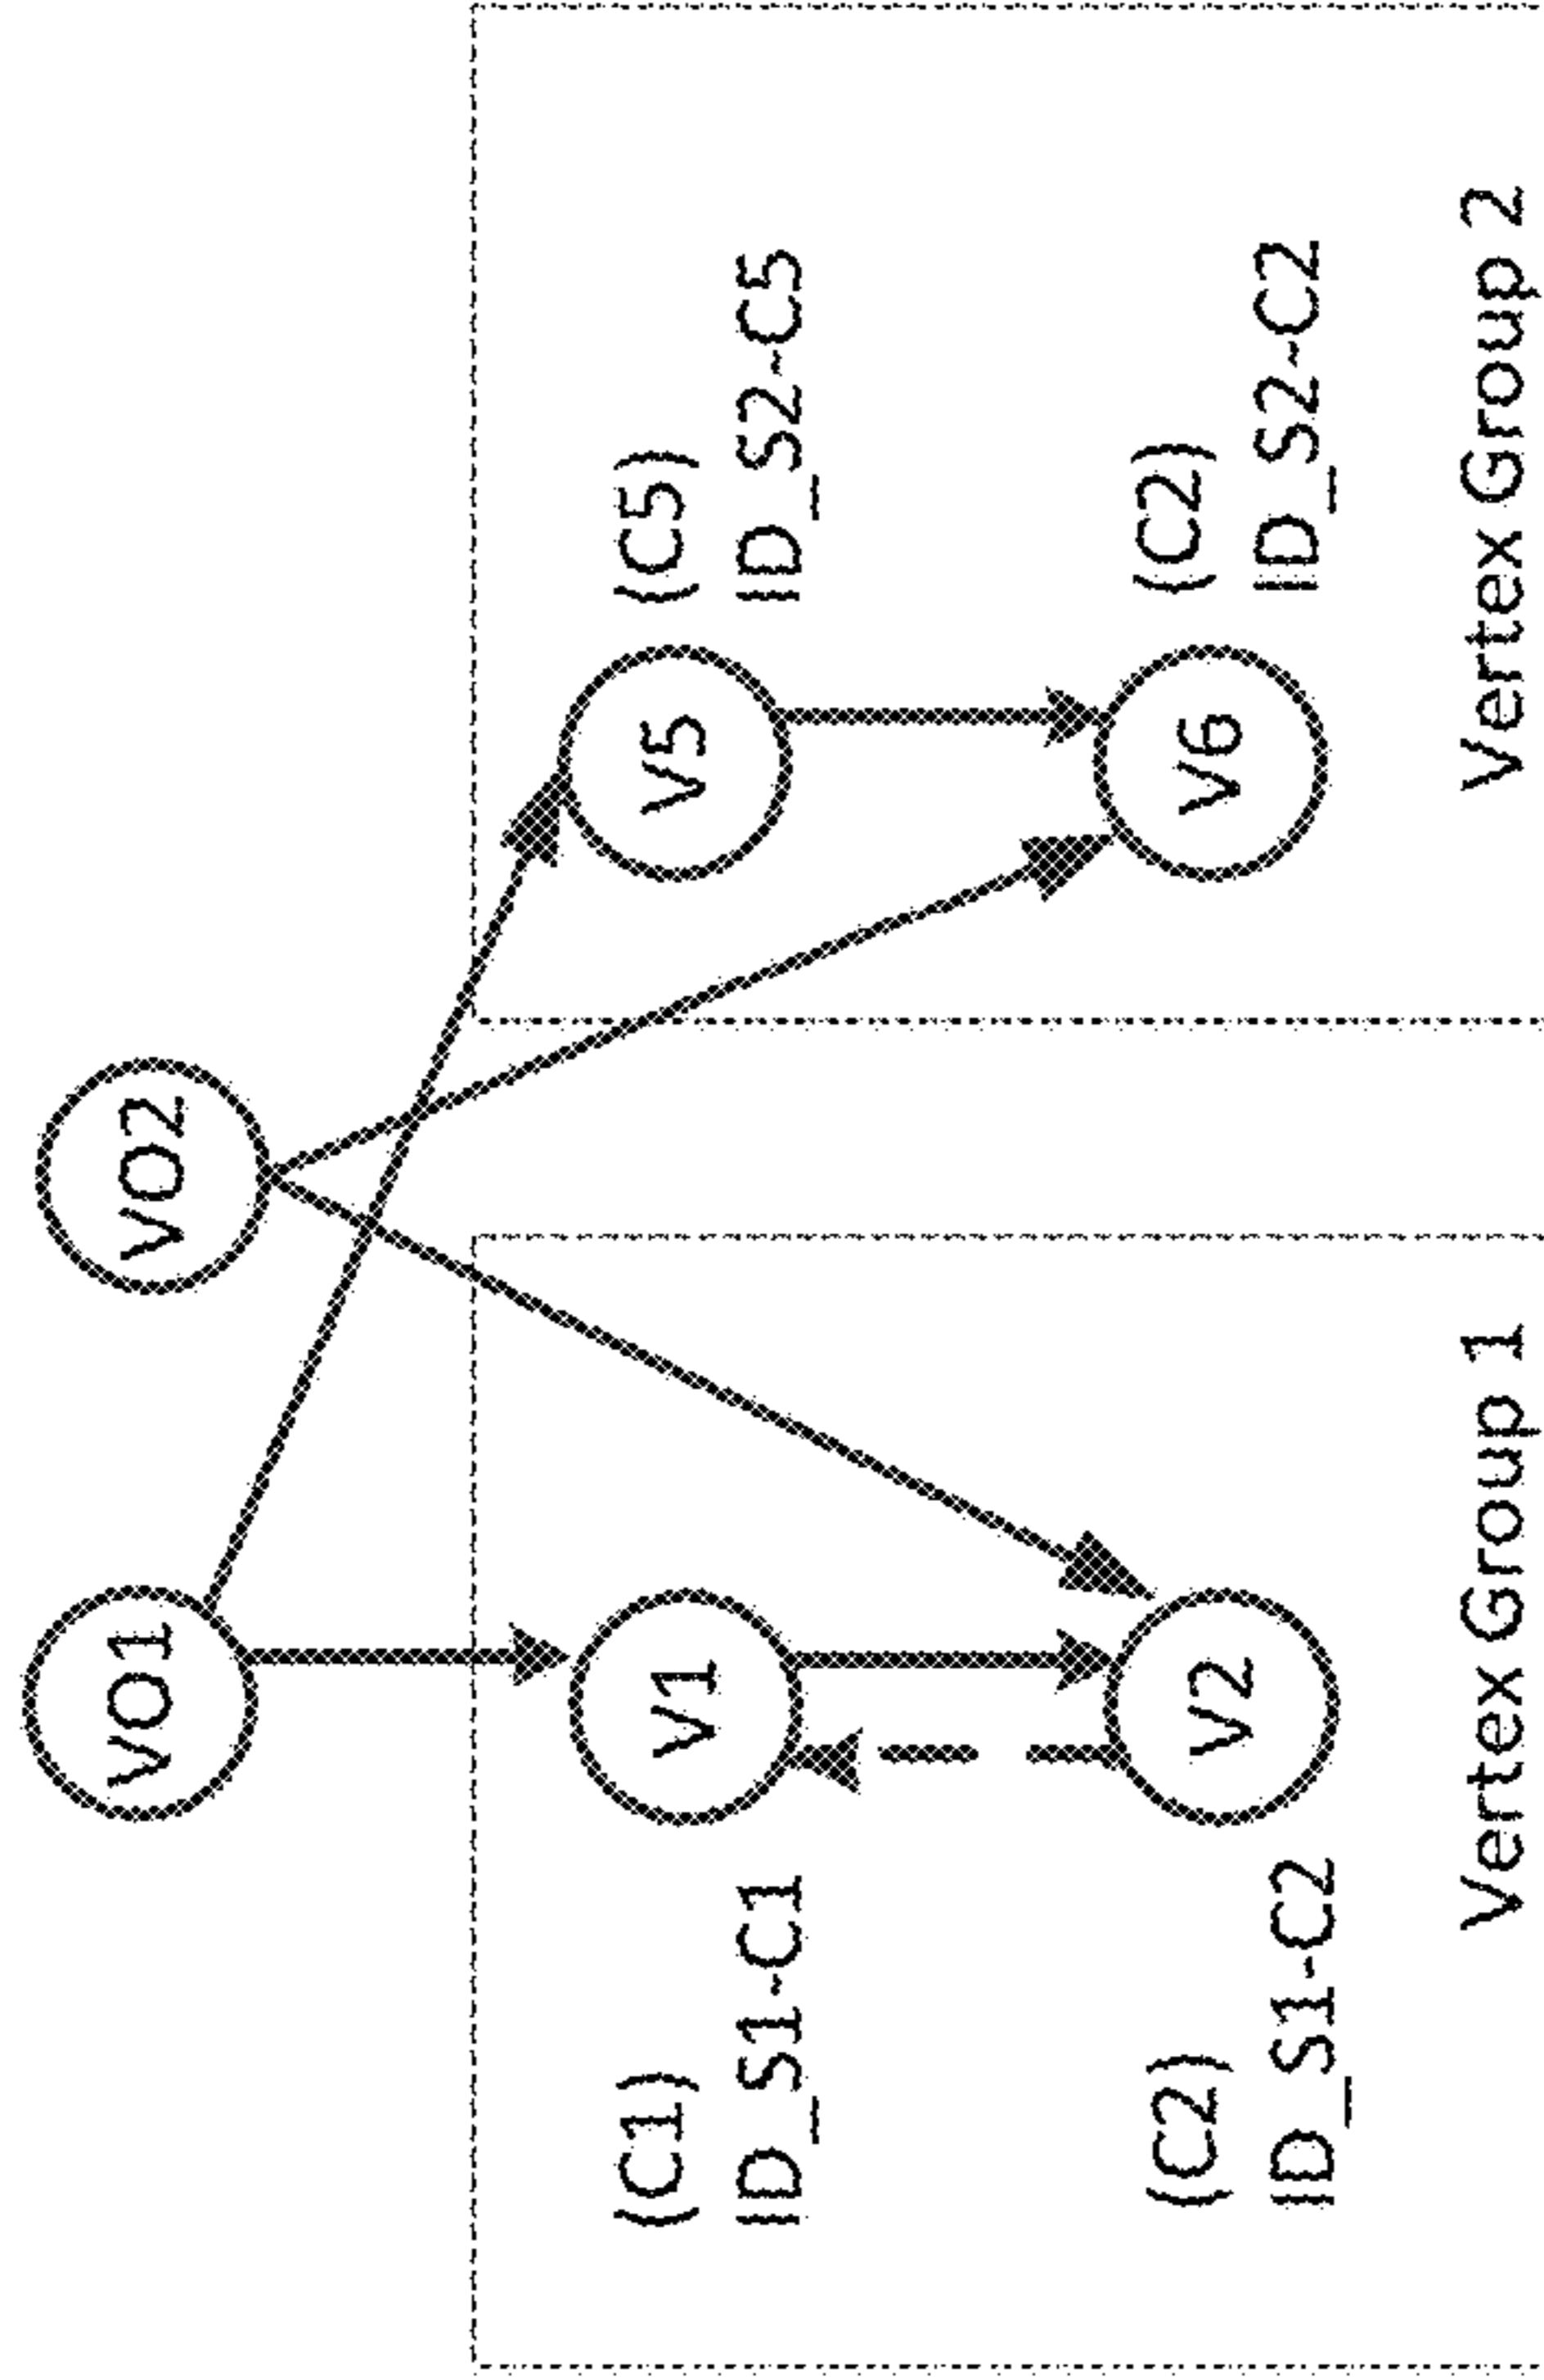 VO1
VO2
(C1)
ID_S1~C1
V1
V5
(C5)
ID_S2~C5
(C2)
ID_S1-C2
V2
V6
(C2)
ID_S2~C2
Vertex Group 1
Vertex Group 2